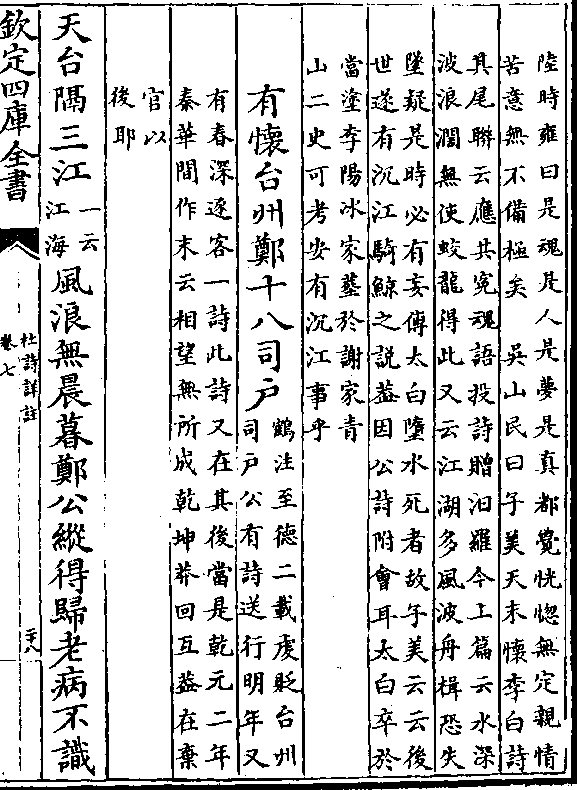 陸時雍曰是魂是人是夢是真都覺恍惚無定親情
苦意無不備極矣　吳山民曰子美天末懷李白詩
其尾聯云應共冤魂語投詩贈汨羅今上篇云水深
波浪濶無使蛟龍得此又云江湖多風波舟楫恐失
墜疑是時必有妄傳太白墮水死者故子美云云後
世遂有沉江騎鯨之説葢因公詩附會耳太白卒於
當塗李陽冰家葬於謝家青
山二史可考安有沉江事乎
有懷台州鄭十八司户
鶴注至德二載虔貶台州
司戶公有詩送行明年又
有春深逐客一詩此詩又在其後當是乾元二年
秦華間作末云相望無所成乾坤莽回互葢在棄
官以
後耶
天台隔三江一云江海風浪無晨暮鄭公縱得歸老病不識
欽定四庫全書
杜詩詳註
卷七
二十八